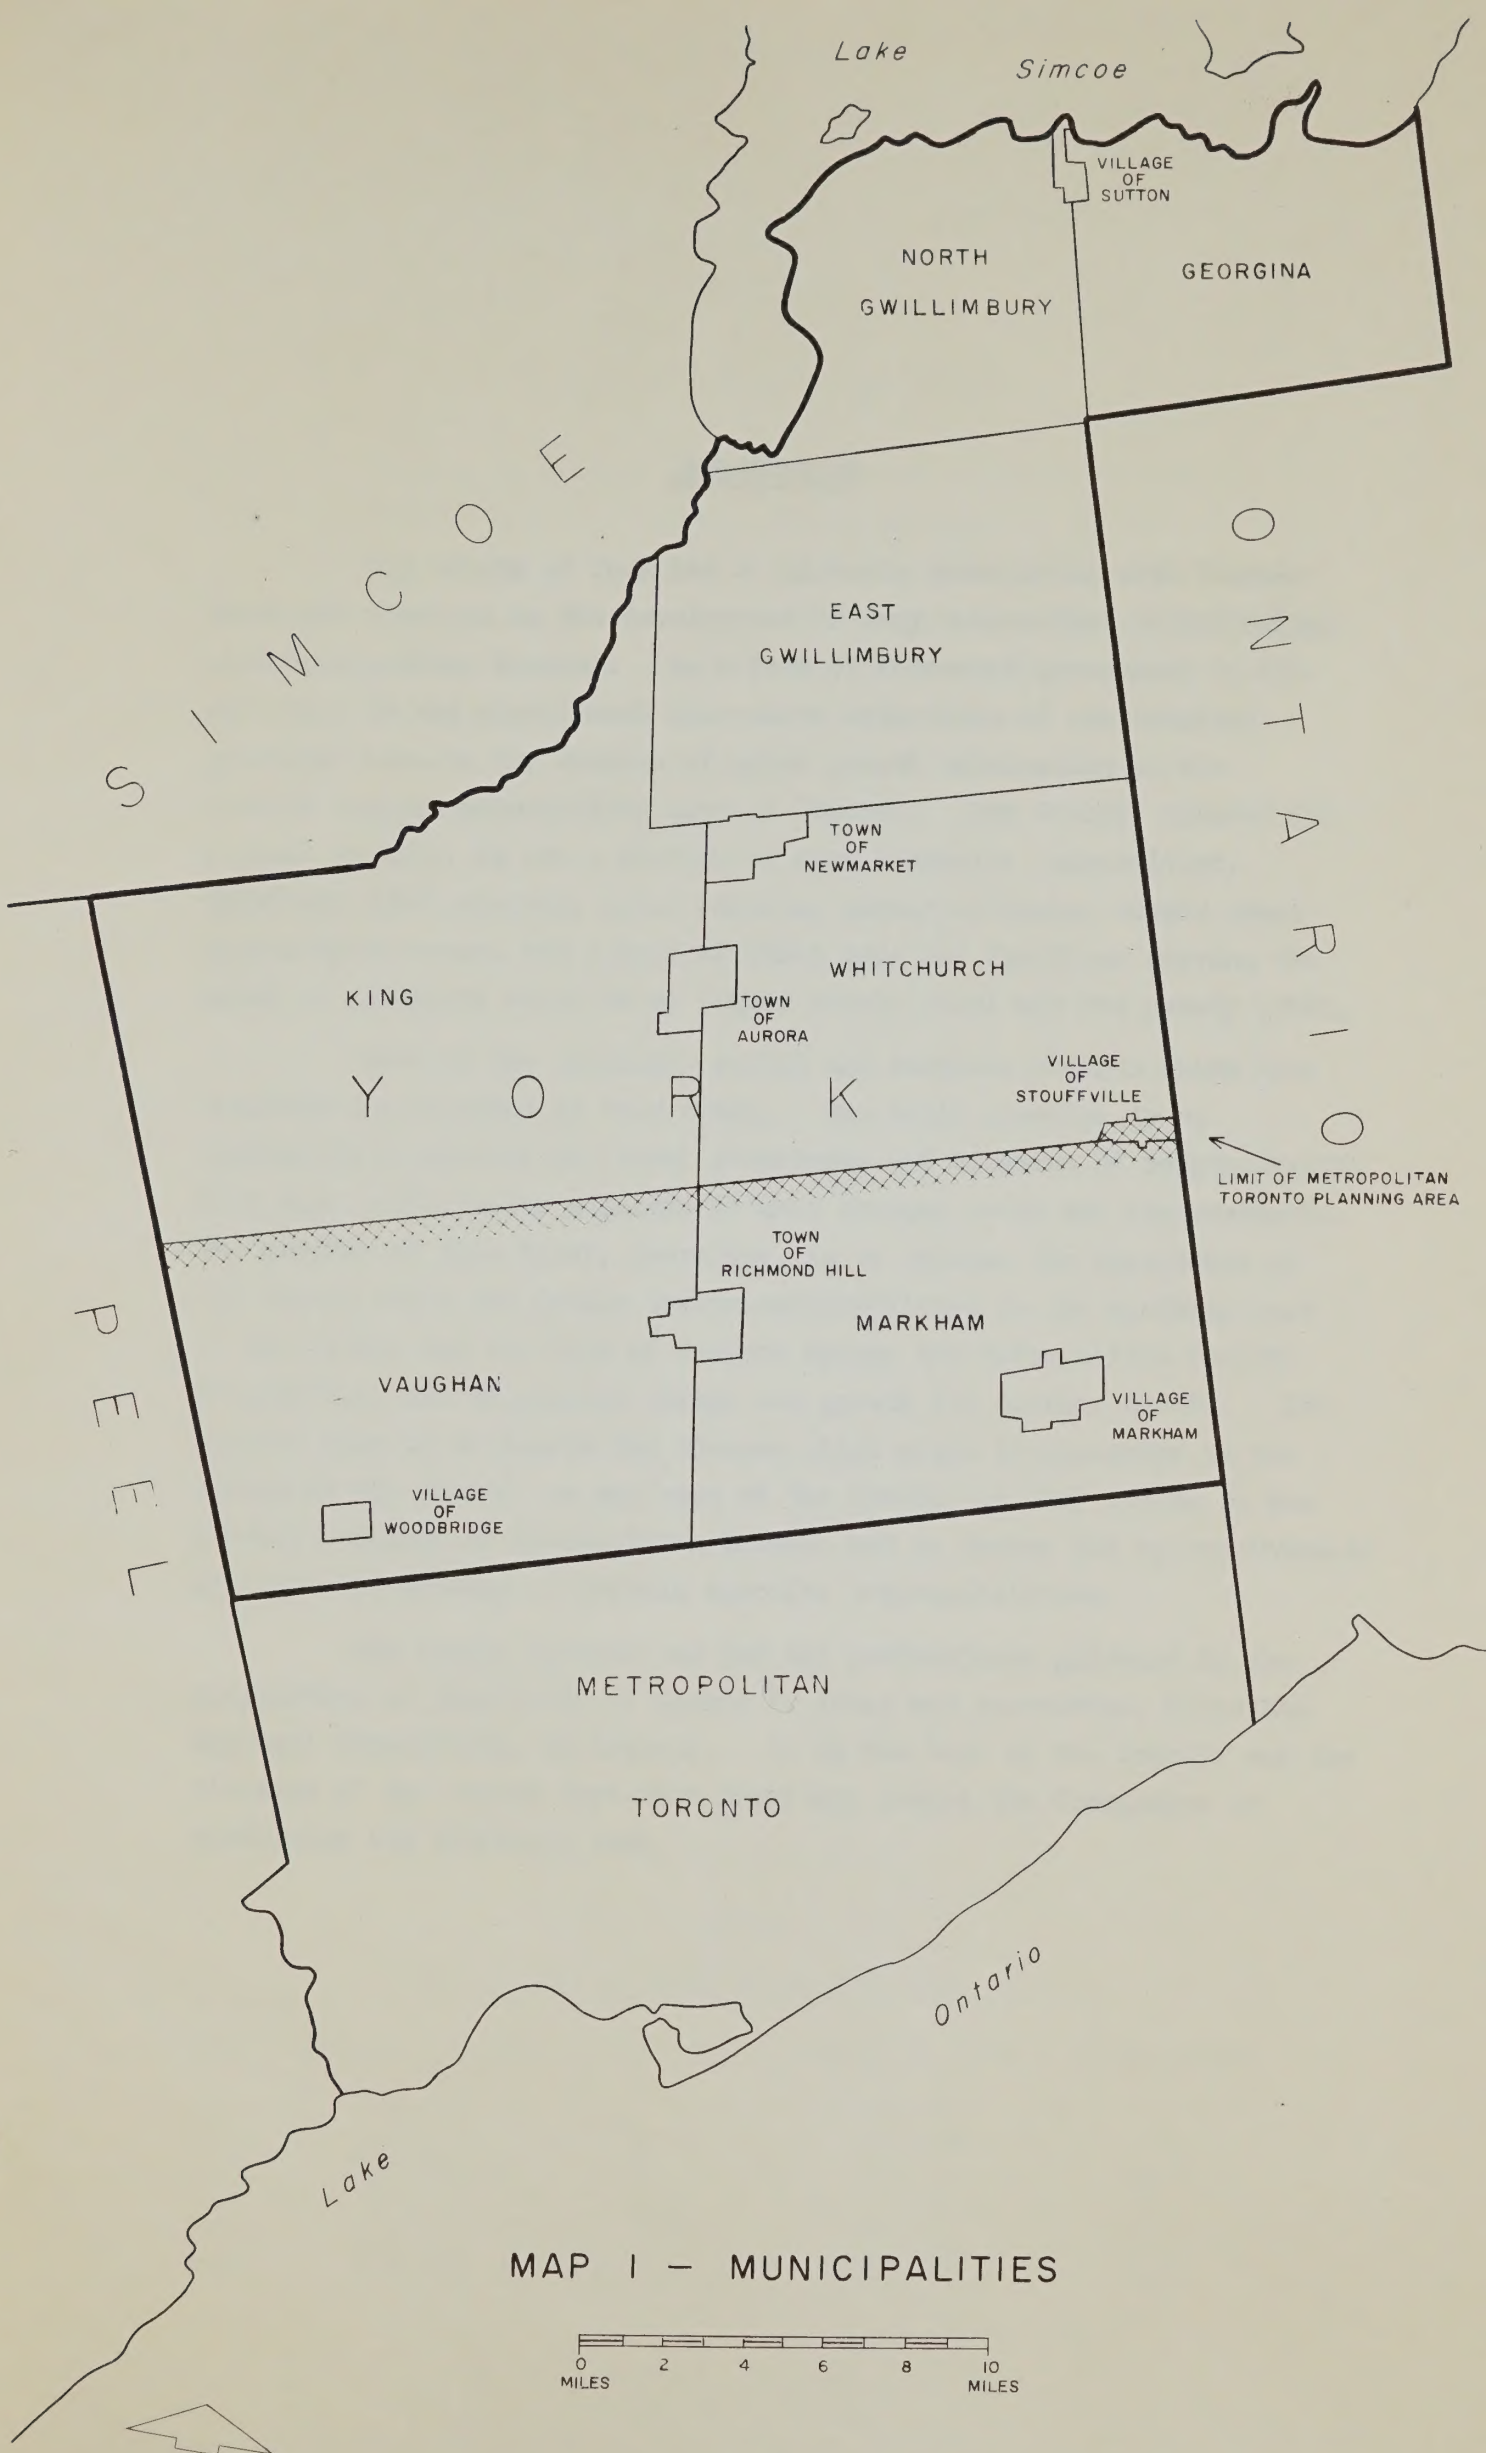 Lake Simcoe
VILLAGE
OF
SUTTON
NORTH
GWILLIMBURY
GEORGINA
SIMCOE
ONTARIO
EAST
GWILLIMBURY
TOWN
OF
NEWMARKET
KING
WHITCHURCH
TOWN
OF
AURORA
YORK
VILLAGE
OF
STOUFFVILLE
LIMIT OF METROPOLITAN
TORONTO PLANNING AREA
TOWN
OF
RICHMOND HILL
PEEL
MARKHAM
VAUGHAN
VILLAGE
OF
MARKHAM
VILLAGE
OF
WOODBRIDGE
METROPOLITAN
TORONTO
Lake Ontario
MAP 1 – MUNICIPALITIES
0 2 4 6 8 10
MILES MILES